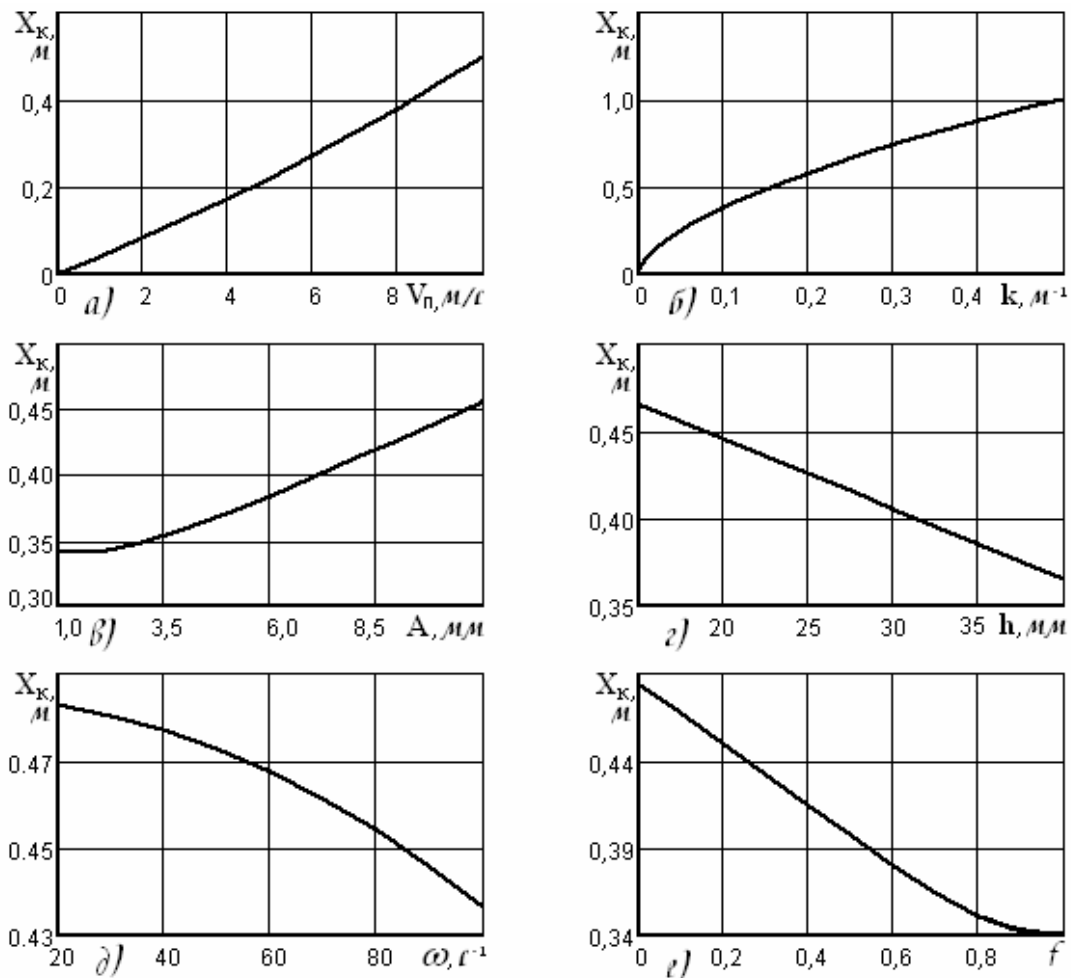 Xк, м
0,4
0,2
0
0 2 4 6 8 Vп, м/с
а)
Xк, м
1,0
0,5
0
0 0,1 0,2 0,3 0,4 k, м⁻¹
б)
Xк, м
0,45
0,40
0,35
0,30
1,0 3,5 6,0 8,5 A, мм
в)
Xк, м
0,45
0,40
0,35
20 25 30 35 h, мм
г)
Xк, м
0.47
0.45
0.43
20 40 60 80 ω, с⁻¹
д)
Xк, м
0,44
0,39
0,34
0 0,2 0,4 0,6 0,8 f
е)